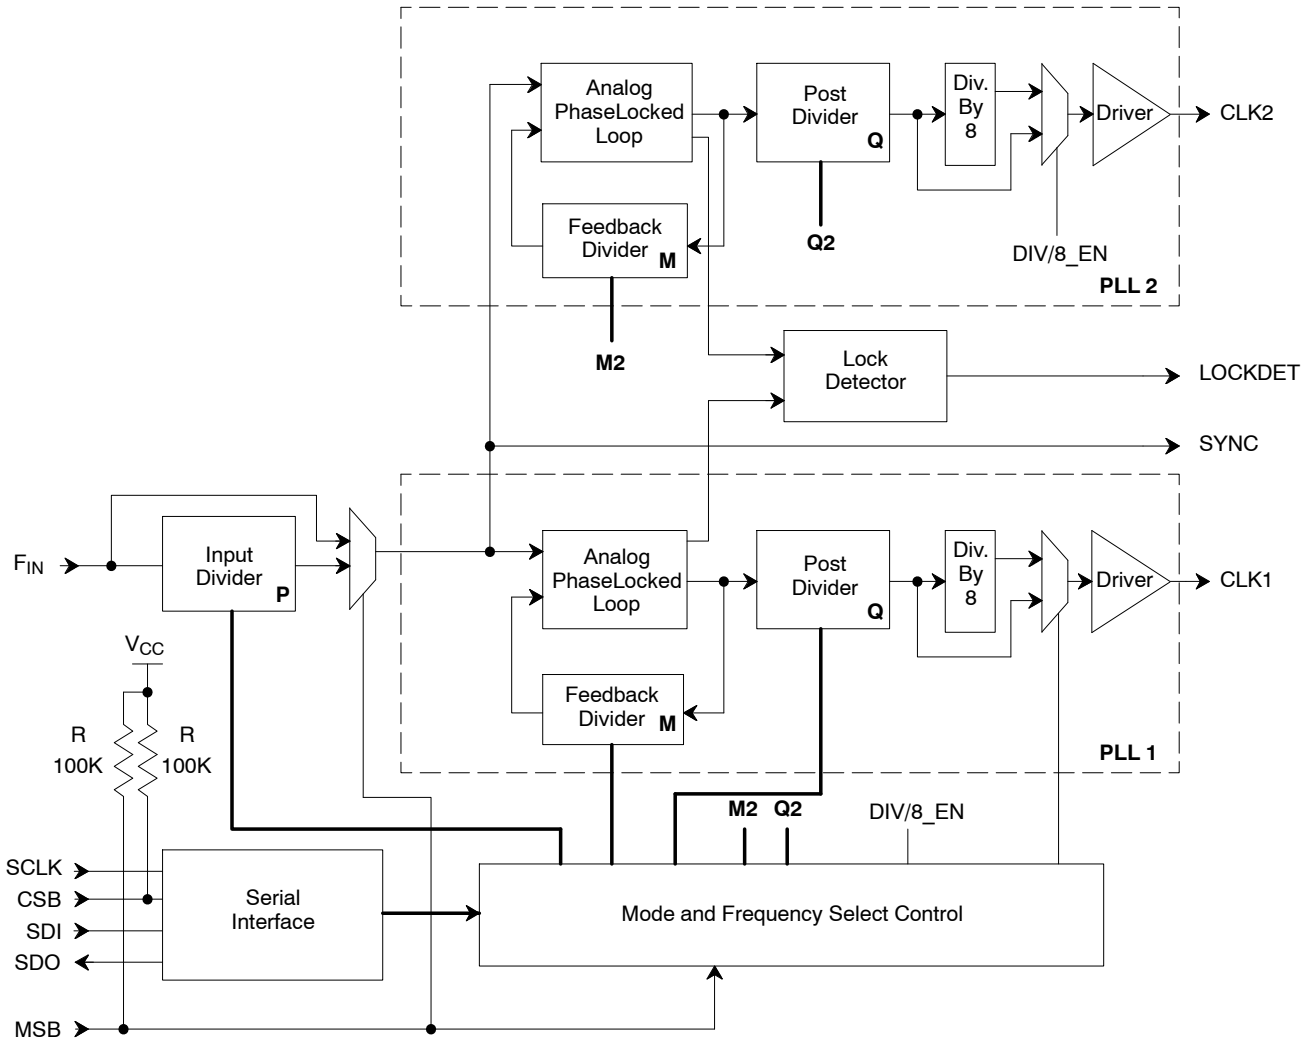 Analog
PhaseLocked
Loop
Post
Divider
Q
Div.
By
8
Driver
CLK2
Feedback
Divider
M
Q2
DIV/8_EN
PLL 2
M2
Lock
Detector
LOCKDET
SYNC
FIN
Input
Divider
P
Analog
PhaseLocked
Loop
Post
Divider
Q
Div.
By
8
Driver
CLK1
VCC
Feedback
Divider
M
R
100K
R
100K
PLL 1
M2
Q2
DIV/8_EN
SCLK
CSB
SDI
SDO
Serial
Interface
Mode and Frequency Select Control
MSB